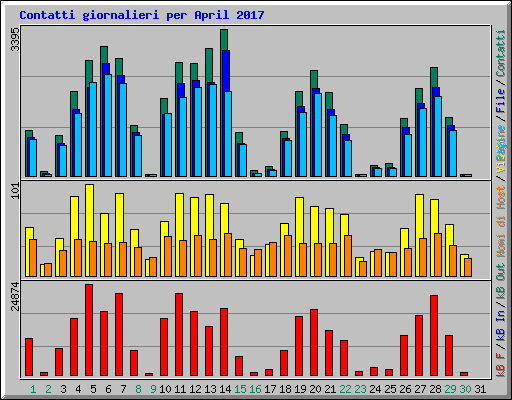 Contatti giornalieri per April 2017
3395
101
24874
Pagine / File / Contatti
Nomi di Host /
kB F / kB In / kB Out
1 2 3 4 5 6 7 8 9 10 11 12 13 14 15 16 17 18 19 20 21 22 23 24 25 26 27 28 29 30 31